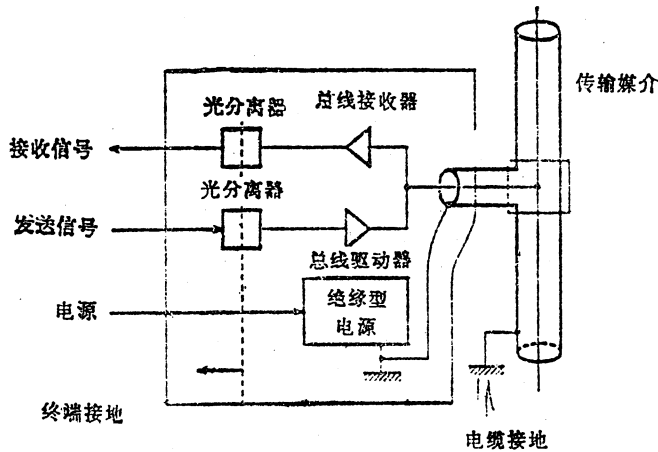 传输媒介
总线接收器
光分离器
接收信号
光分离器
发送信号
总线驱动器
绝缘型
电源
电源
终端接地
电缆接地